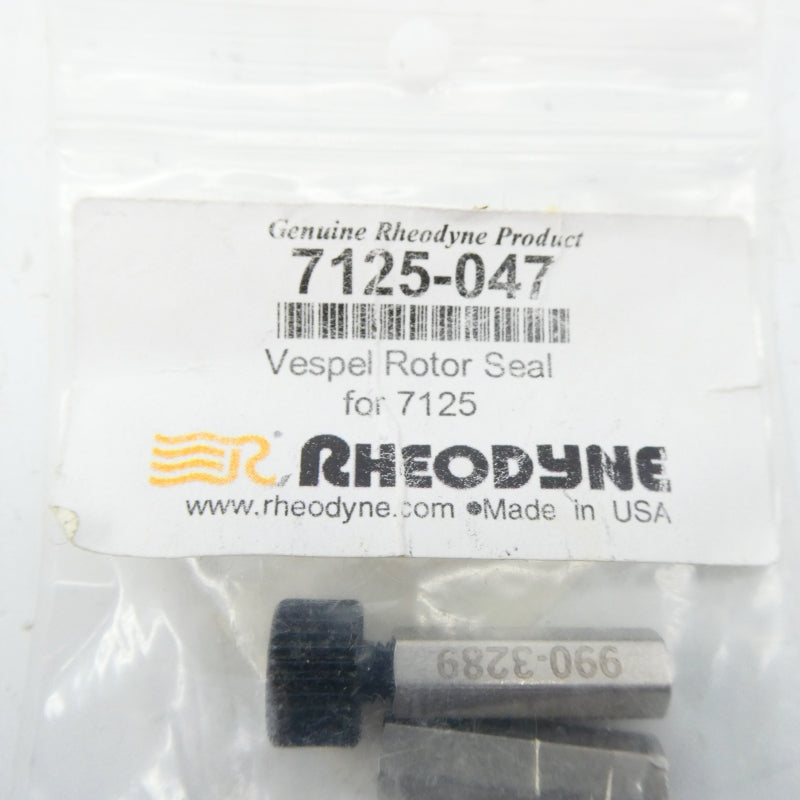 Genuine Rheodyne Product
7125-047
Vespel Rotor Seal
for 7125
R RHEODYNE
www.rheodyne.com •Made in USA
990-3289